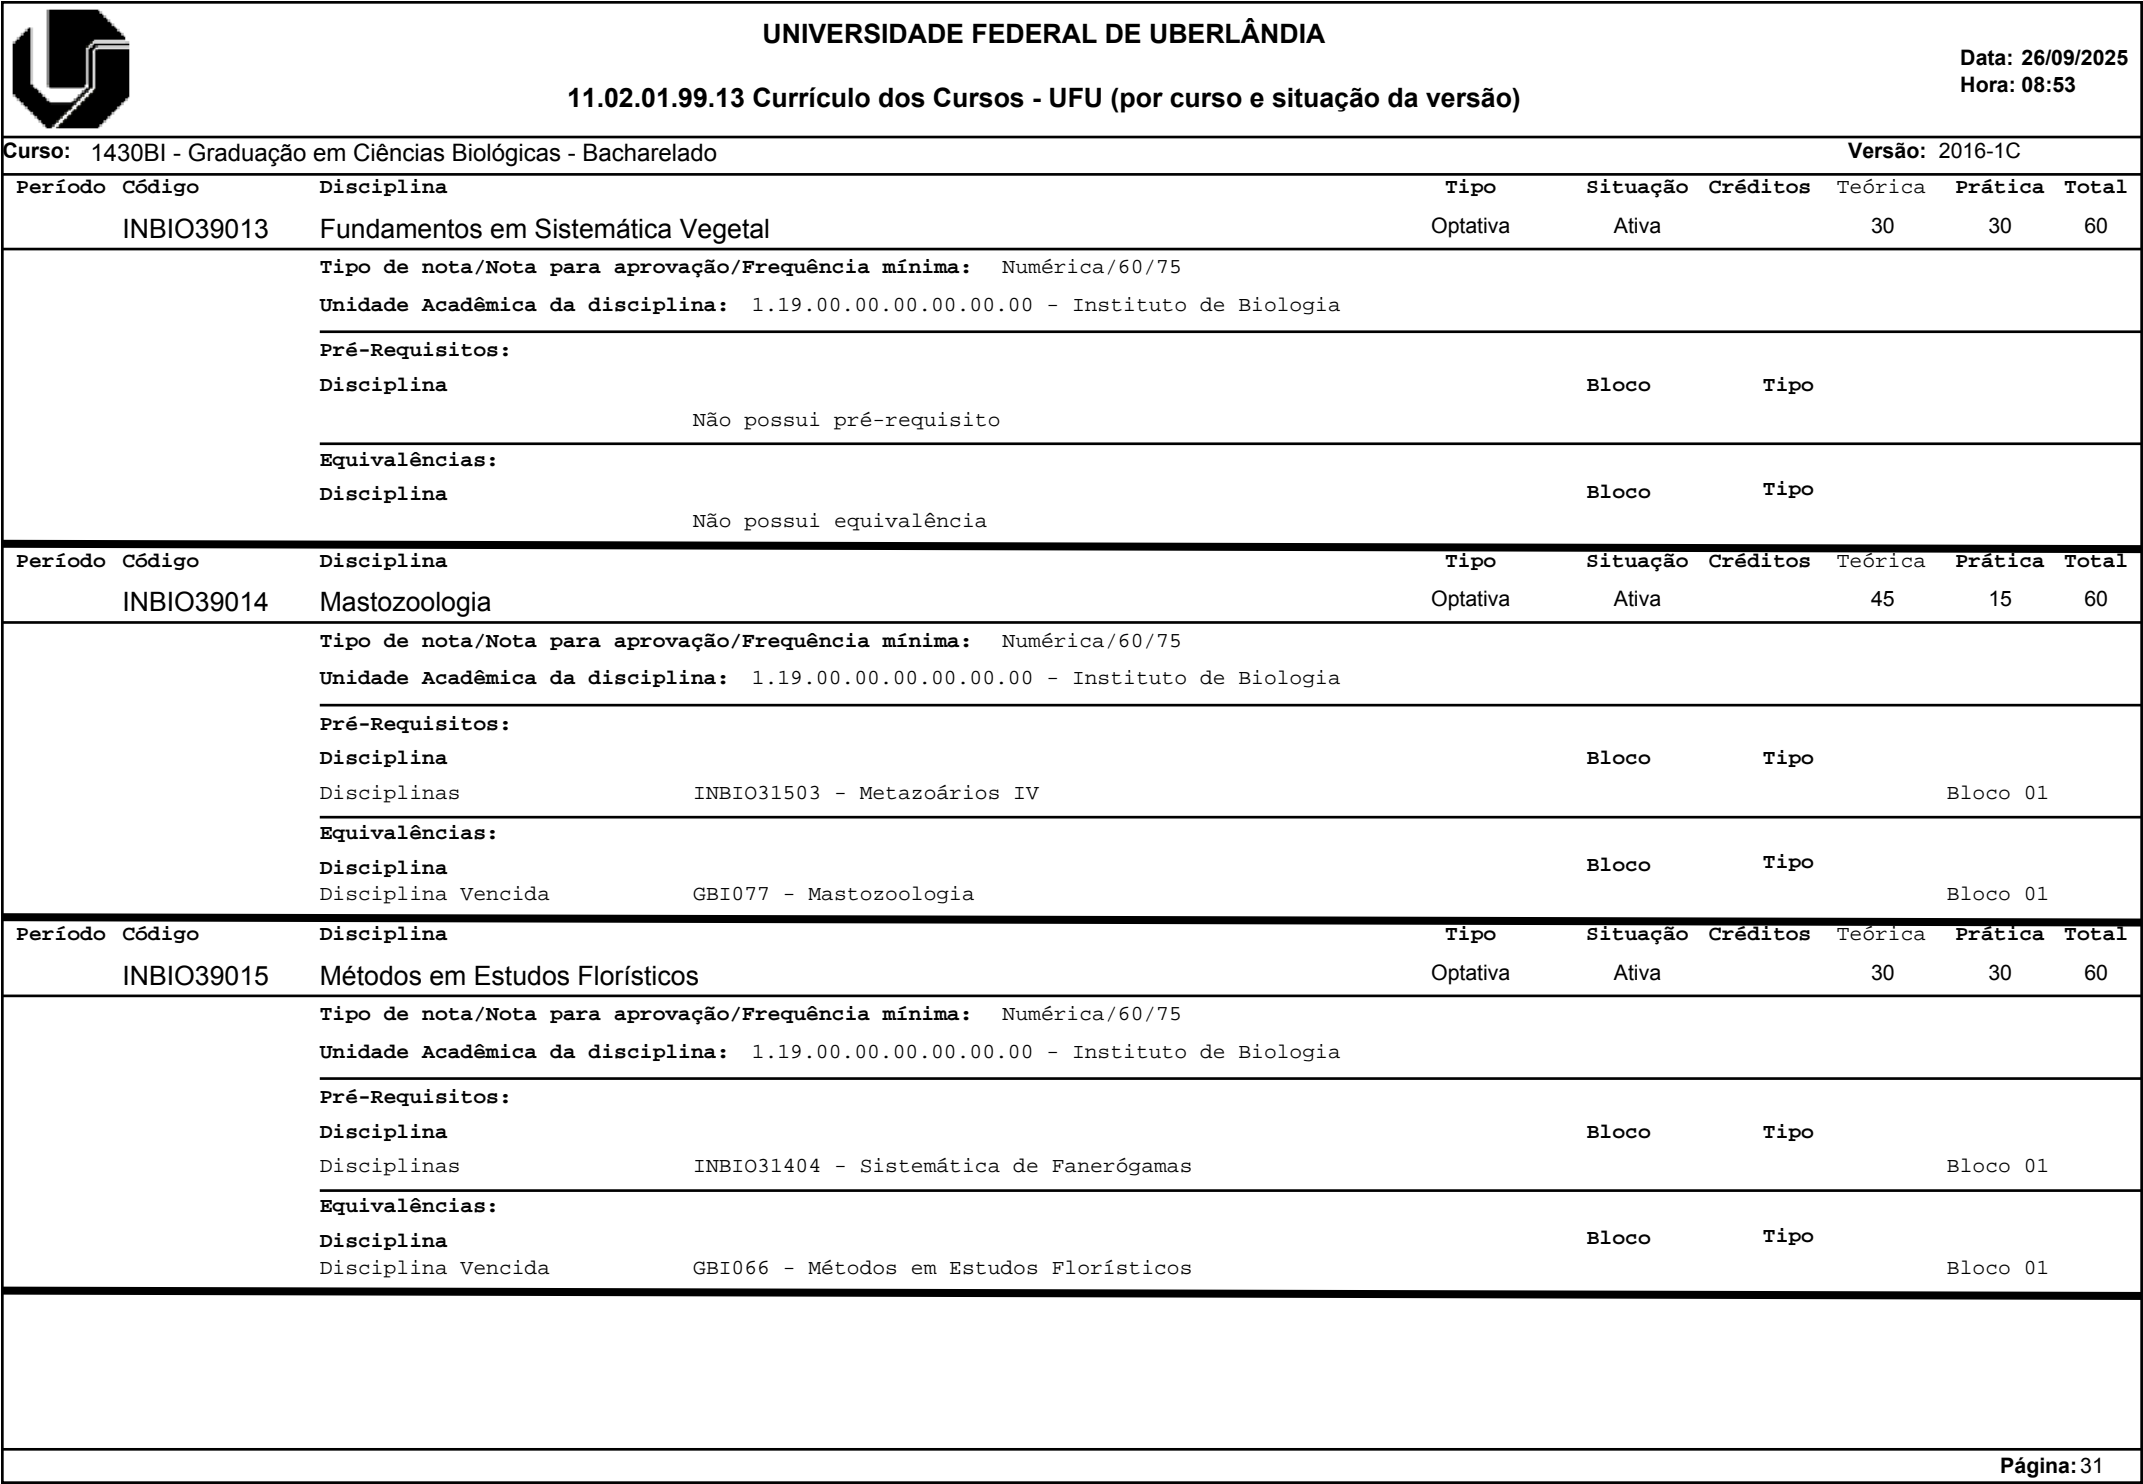 UNIVERSIDADE FEDERAL DE UBERLÂNDIA
Data: 26/09/2025
Hora: 08:53
11.02.01.99.13 Currículo dos Cursos - UFU (por curso e situação da versão)
Curso: 1430BI - Graduação em Ciências Biológicas - Bacharelado Versão: 2016-1C
Período Código Disciplina Tipo Situação Créditos Teórica Prática Total
INBIO39013 Fundamentos em Sistemática Vegetal Optativa Ativa 30 30 60
Tipo de nota/Nota para aprovação/Frequência mínima: Numérica/60/75
Unidade Acadêmica da disciplina: 1.19.00.00.00.00.00.00 - Instituto de Biologia
Pré-Requisitos:
Disciplina Bloco Tipo
Não possui pré-requisito
Equivalências:
Disciplina Bloco Tipo
Não possui equivalência
Período Código Disciplina Tipo Situação Créditos Teórica Prática Total
INBIO39014 Mastozoologia Optativa Ativa 45 15 60
Tipo de nota/Nota para aprovação/Frequência mínima: Numérica/60/75
Unidade Acadêmica da disciplina: 1.19.00.00.00.00.00.00 - Instituto de Biologia
Pré-Requisitos:
Disciplina Bloco Tipo
Disciplinas INBIO31503 - Metazoários IV Bloco 01
Equivalências:
Disciplina Bloco Tipo
Disciplina Vencida GBI077 - Mastozoologia Bloco 01
Período Código Disciplina Tipo Situação Créditos Teórica Prática Total
INBIO39015 Métodos em Estudos Florísticos Optativa Ativa 30 30 60
Tipo de nota/Nota para aprovação/Frequência mínima: Numérica/60/75
Unidade Acadêmica da disciplina: 1.19.00.00.00.00.00.00 - Instituto de Biologia
Pré-Requisitos:
Disciplina Bloco Tipo
Disciplinas INBIO31404 - Sistemática de Fanerógamas Bloco 01
Equivalências:
Disciplina Bloco Tipo
Disciplina Vencida GBI066 - Métodos em Estudos Florísticos Bloco 01
Página: 31